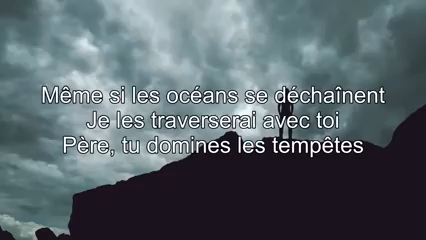 Même si les océans se déchaînent
Je les traverserai avec toi
Père, tu domines les tempêtes